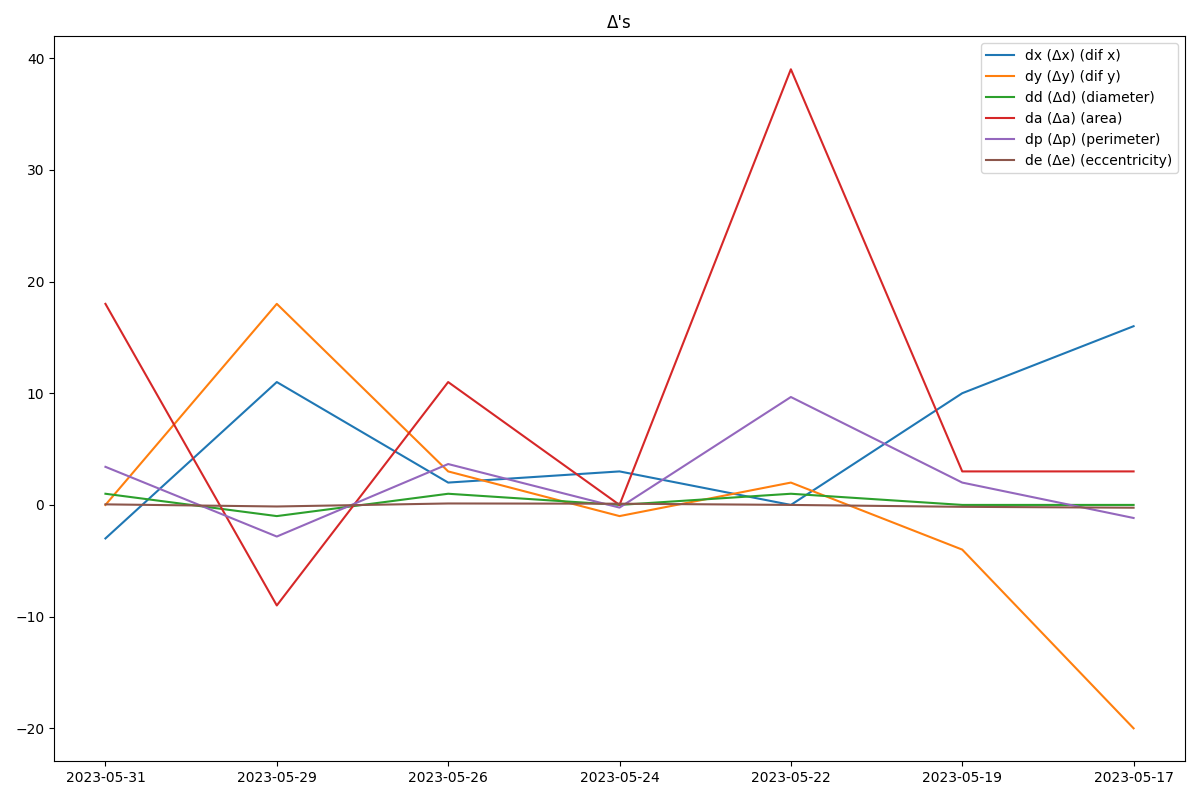 Δ's
dx (Δx) (dif x)
dy (Δy) (dif y)
dd (Δd) (diameter)
da (Δa) (area)
dp (Δp) (perimeter)
de (Δe) (eccentricity)
40
30
20
10
0
−10
−20
2023-05-31 2023-05-29 2023-05-26 2023-05-24 2023-05-22 2023-05-19 2023-05-17